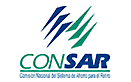 CONSAR
Comisión Nacional del Sistema de Ahorro para el Retiro